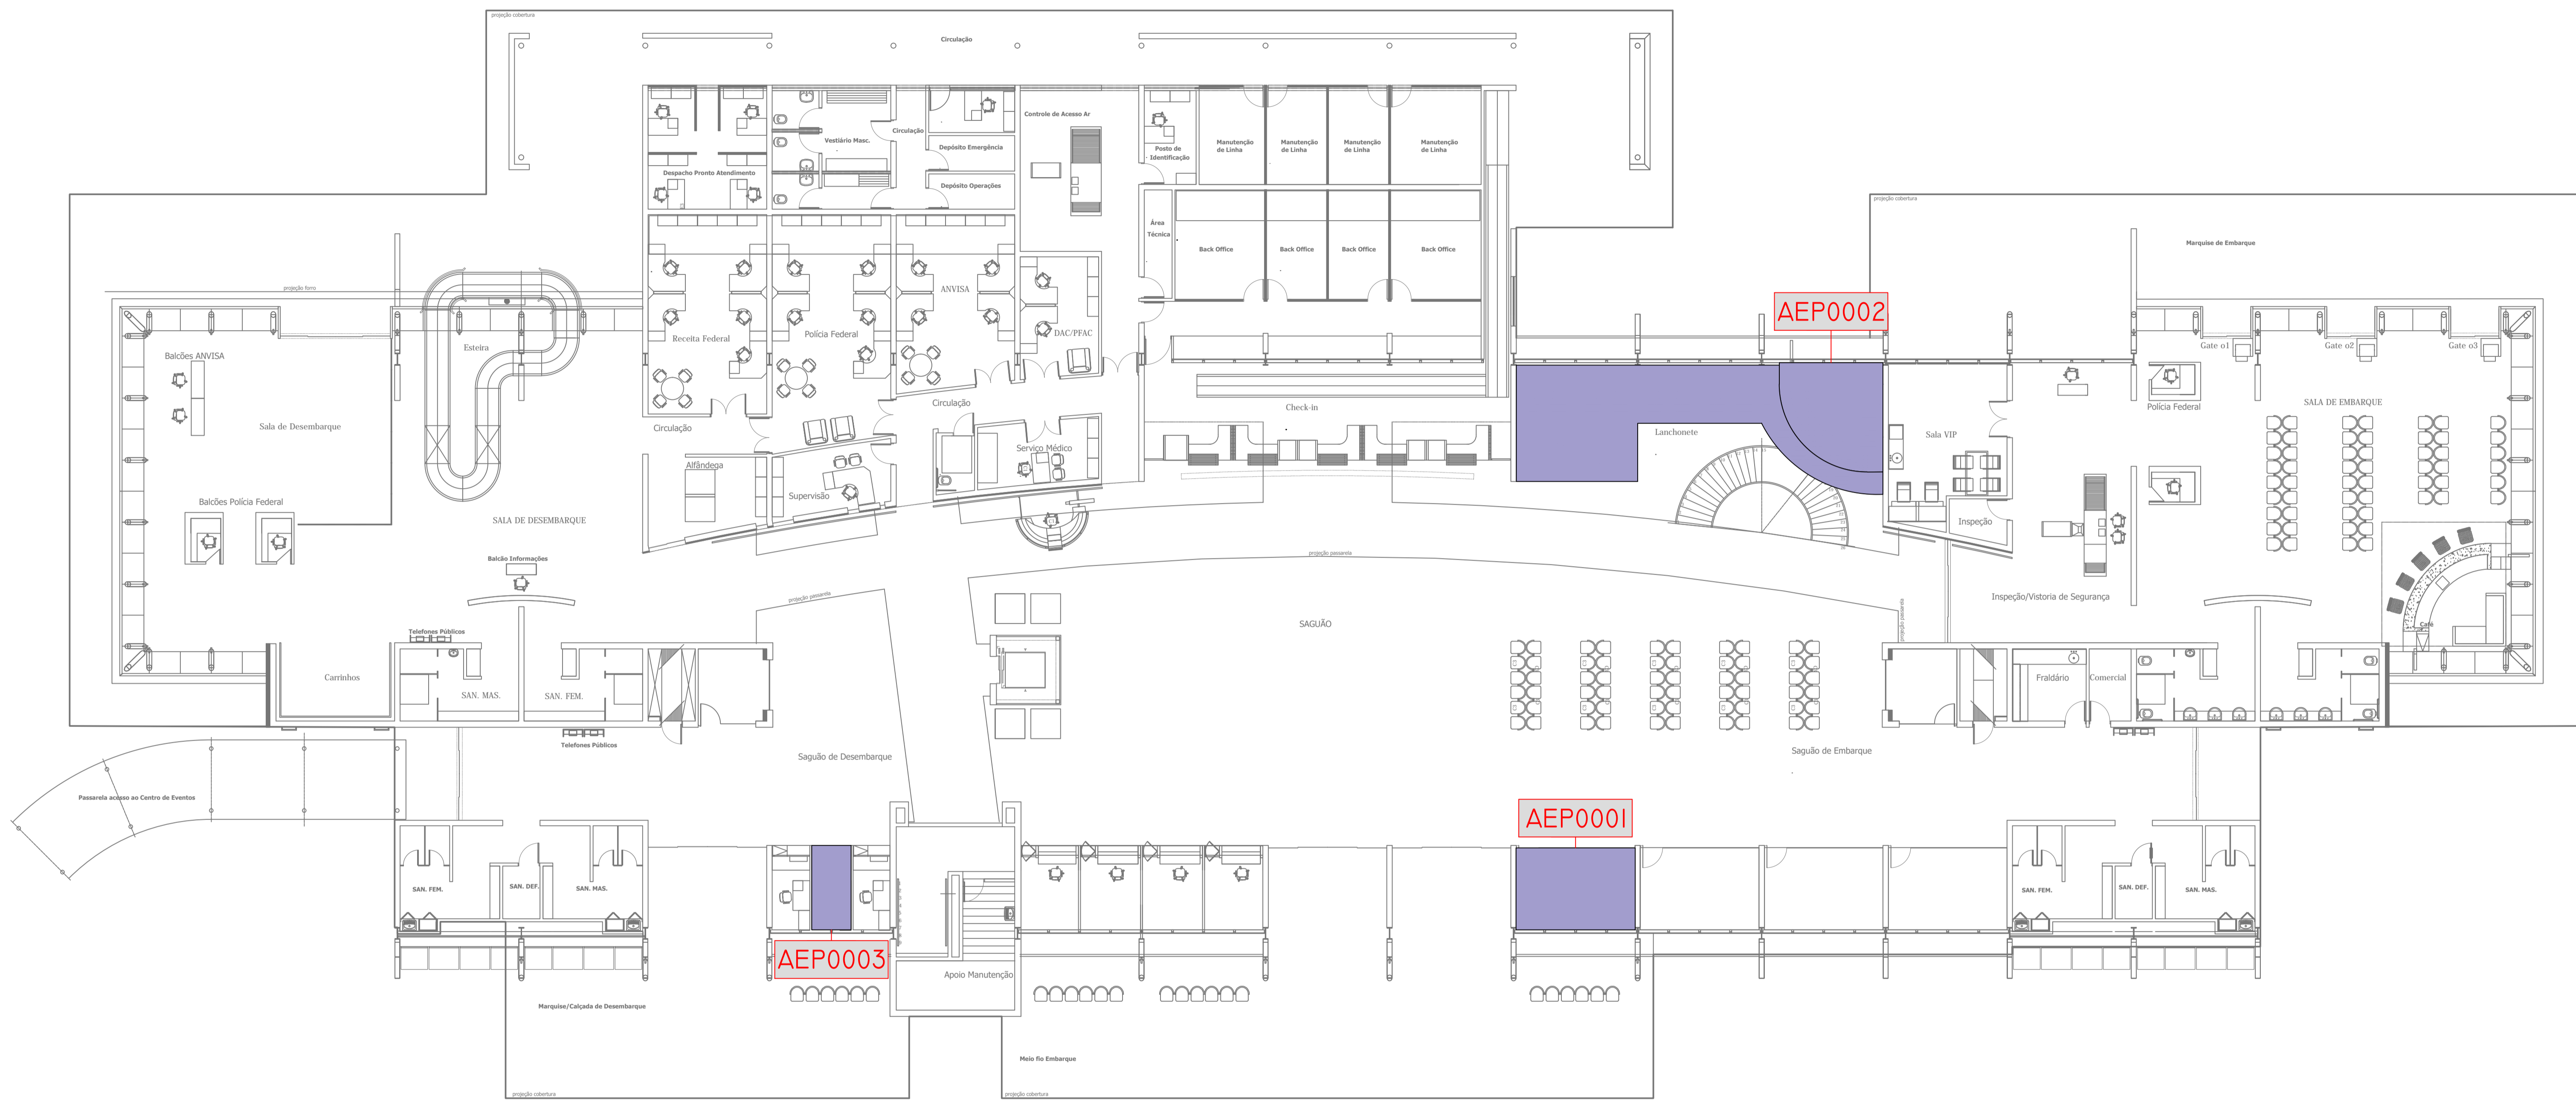 projeção cobertura
Circulação
Controle de Acesso Ar
Circulação
Vestiário Masc.
Depósito Emergência
Posto de
Identificação
Manutenção
de Linha
Manutenção
de Linha
Manutenção
de Linha
Manutenção
de Linha
Despacho Pronto Atendimento
Depósito Operações
projeção cobertura
Área
Técnica
Back Office
Back Office
Back Office
Back Office
Marquise de Embarque
projeção forro
ANVISA
AEP0002
Receita Federal
Polícia Federal
DAC/PFAC
Esteira
Balcões ANVISA
Gate o1
Gate o2
Gate o3
Circulação
Check-in
Polícia Federal
SALA DE EMBARQUE
Sala de Desembarque
Circulação
Lanchonete
Sala VIP
Serviço Médico
Alfândega
Supervisão
Balcões Polícia Federal
SALA DE DESEMBARQUE
Inspeção
projeção passarela
Balcão Informações
projeção passarela
Inspeção/Vistoria de Segurança
projeção passarela
SAGUÃO
Café
Telefones Públicos
Carrinhos
SAN. MAS.
SAN. FEM.
Fraldário
Comercial
Telefones Públicos
Saguão de Desembarque
Saguão de Embarque
Passarela acesso ao Centro de Eventos
AEP0001
SAN. FEM.
SAN. DEF.
SAN. MAS.
SAN. FEM.
SAN. DEF.
SAN. MAS.
AEP0003
Apoio Manutenção
Marquise/Calçada de Desembarque
Meio fio Embarque
projeção cobertura
projeção cobertura